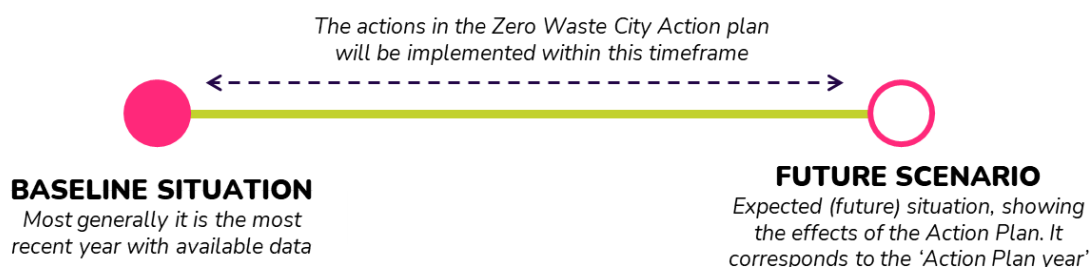 The actions in the Zero Waste City Action plan
will be implemented within this timeframe
BASELINE SITUATION
Most generally it is the most
recent year with available data
FUTURE SCENARIO
Expected (future) situation, showing
the effects of the Action Plan. It
corresponds to the ‘Action Plan year’